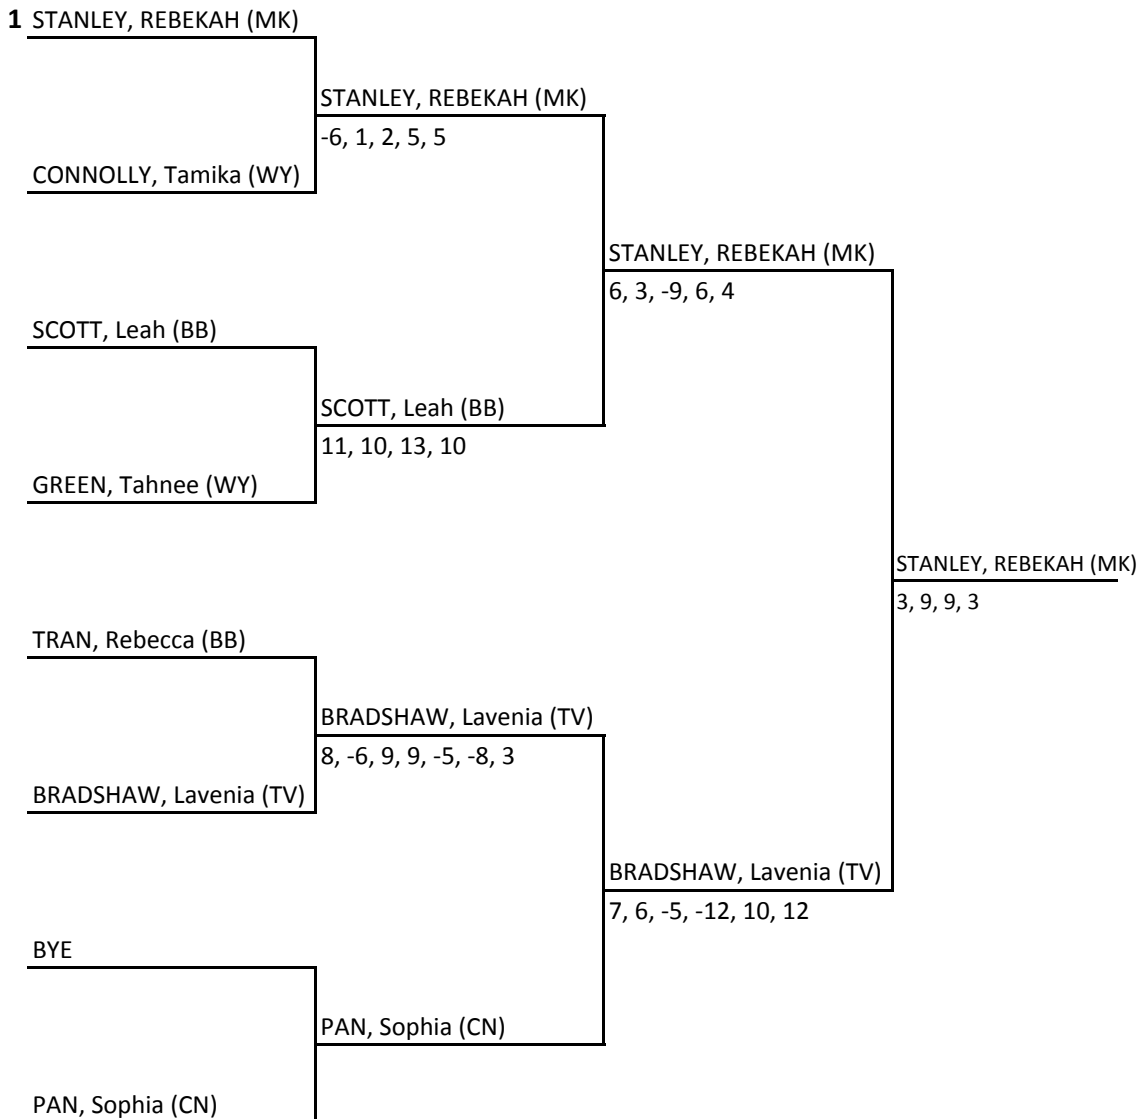 1 STANLEY, REBEKAH (MK)
STANLEY, REBEKAH (MK)
-6, 1, 2, 5, 5
CONNOLLY, Tamika (WY)
STANLEY, REBEKAH (MK)
6, 3, -9, 6, 4
SCOTT, Leah (BB)
SCOTT, Leah (BB)
11, 10, 13, 10
GREEN, Tahnee (WY)
STANLEY, REBEKAH (MK)
3, 9, 9, 3
TRAN, Rebecca (BB)
BRADSHAW, Lavenia (TV)
8, -6, 9, 9, -5, -8, 3
BRADSHAW, Lavenia (TV)
BRADSHAW, Lavenia (TV)
7, 6, -5, -12, 10, 12
BYE
PAN, Sophia (CN)
PAN, Sophia (CN)